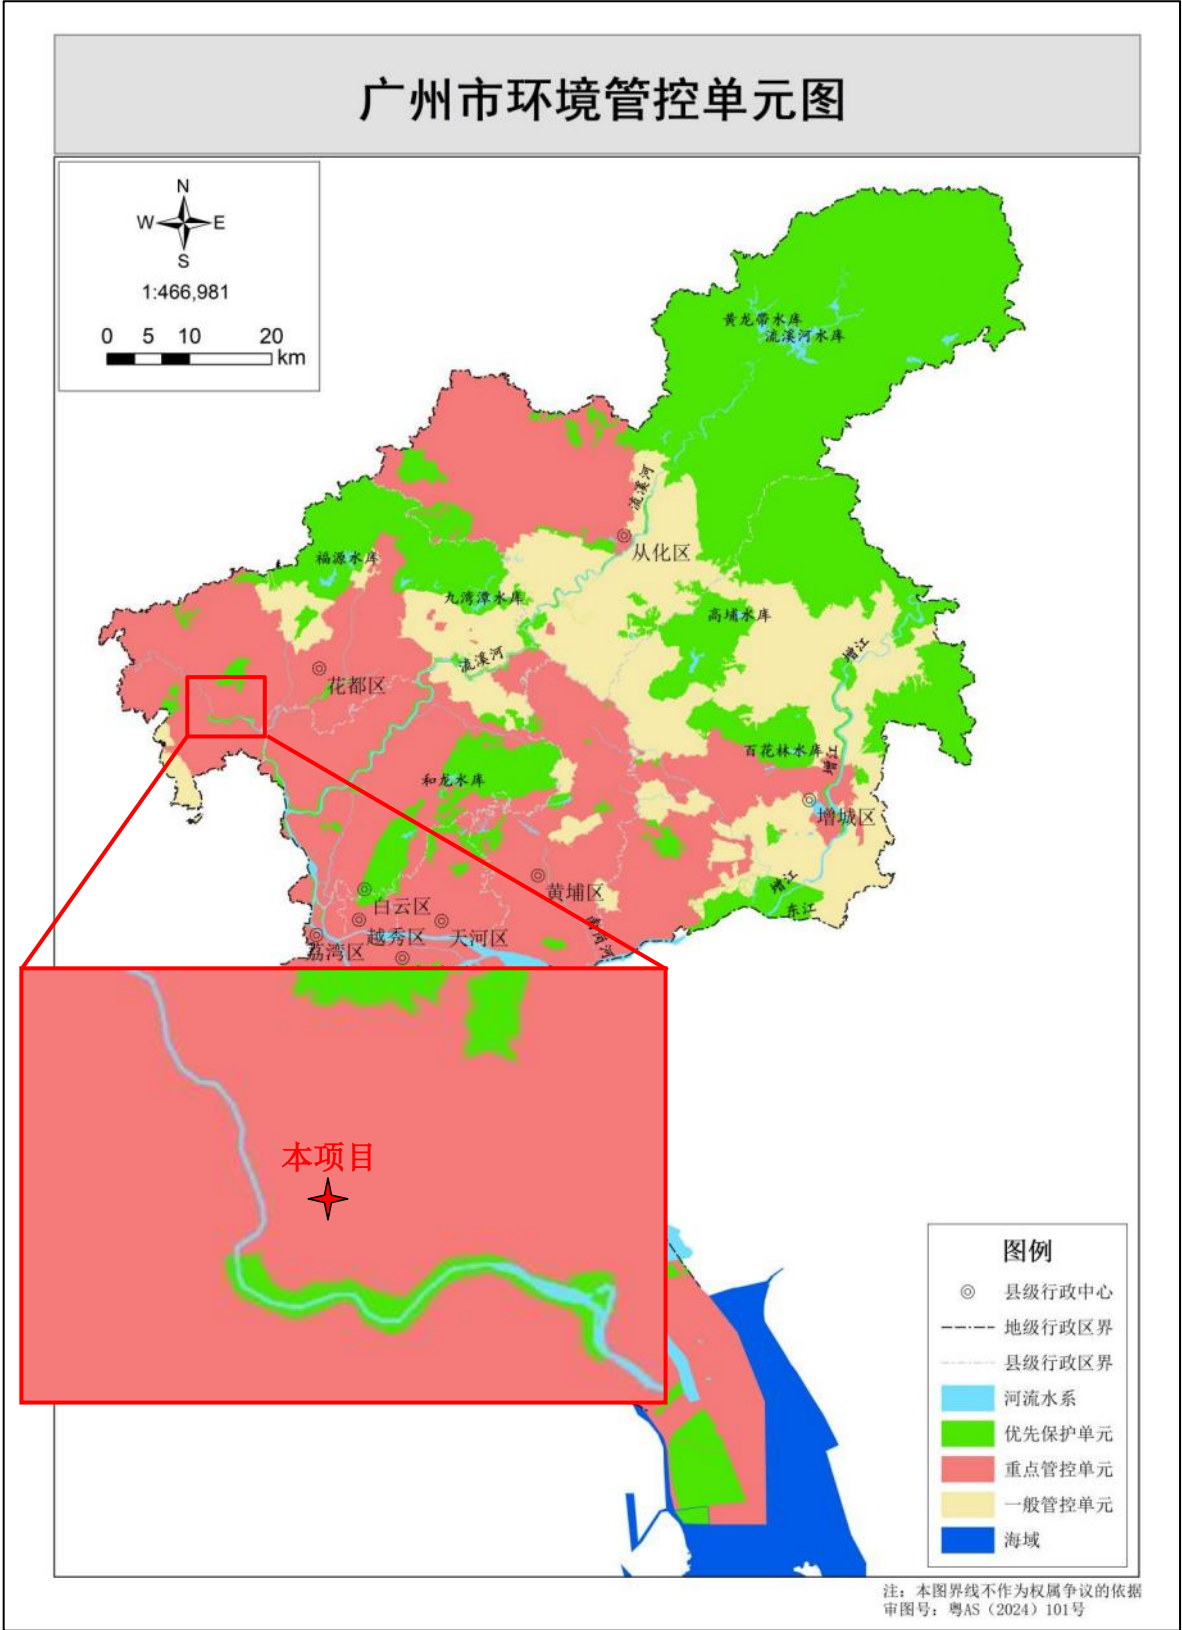 广州市环境管控单元图
N
W E
S
1:466,981
0 5 10 20
km
黄龙带水库
流溪河水库
流溪河
从化区
福源水库
九湾潭水库
高埔水库
流溪河
增江
花都区
百花林水库
增江
和龙水库
增城区
黄埔区
增江
白云区
东江
越秀区
天河区
荔湾区
本项目
图例
县级行政中心
地级行政区界
县级行政区界
河流水系
优先保护单元
重点管控单元
一般管控单元
海域
注：本图界线不作为权属争议的依据
审图号：粤AS（2024）101号